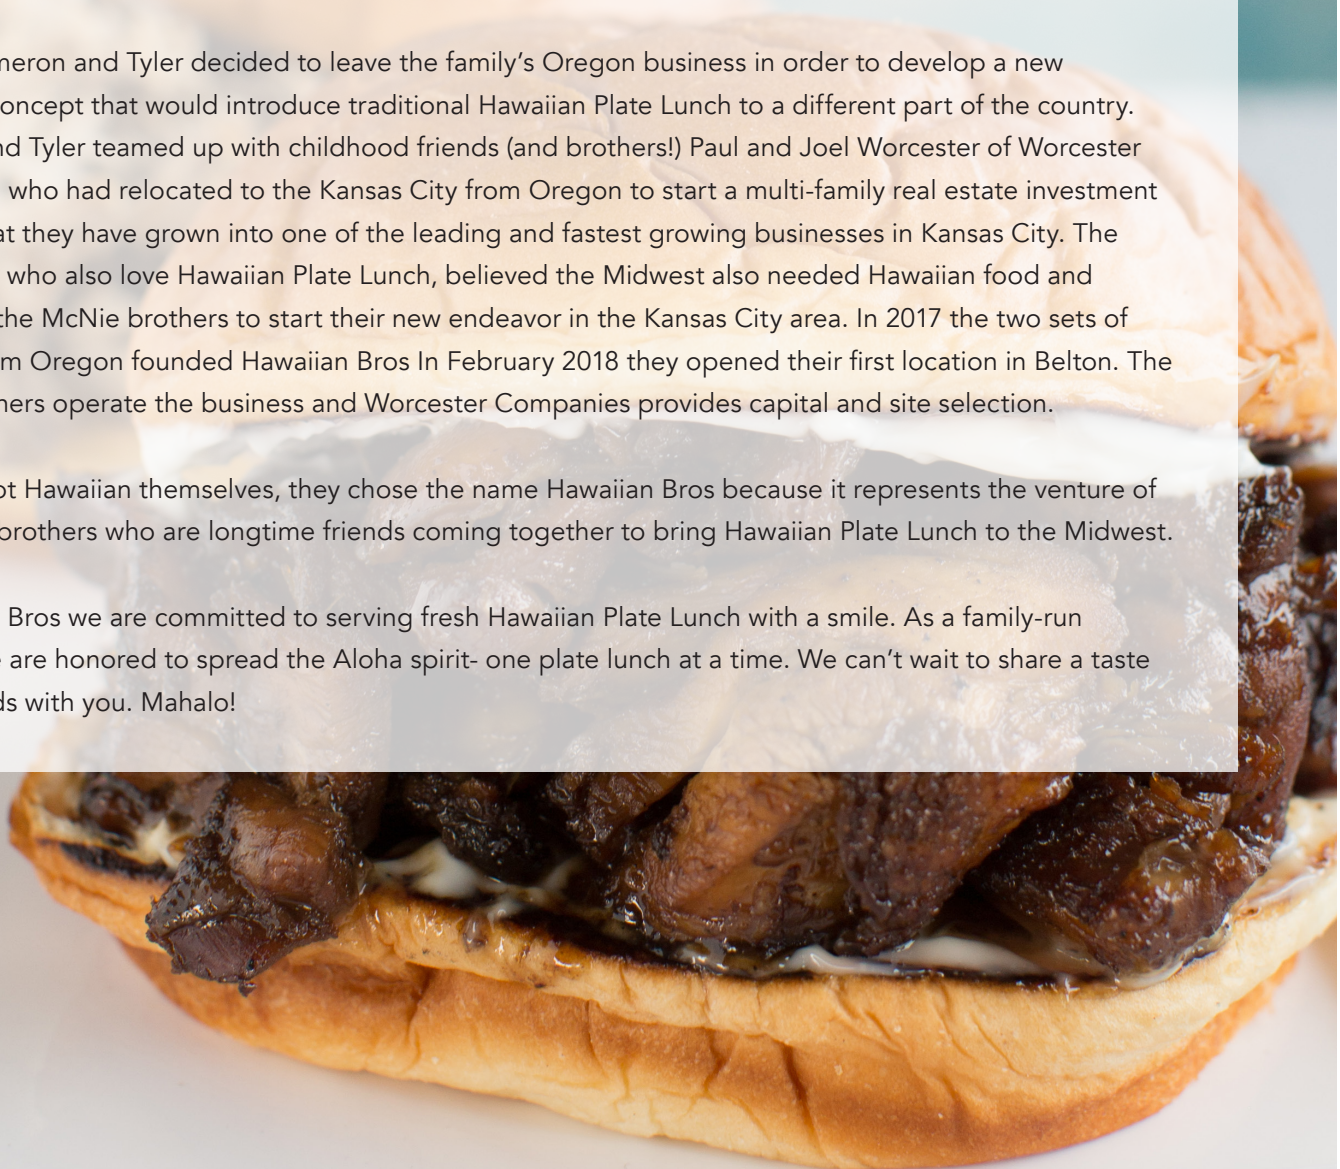 and Tyler decided to leave the family’s Oregon business in order to develop a new
that would introduce traditional Hawaiian Plate Lunch to a different part of the country.
Tyler teamed up with childhood friends (and brothers!) Paul and Joel Worcester of Worcester
who had relocated to the Kansas City from Oregon to start a multi-family real estate investment
they have grown into one of the leading and fastest growing businesses in Kansas City. The
who also love Hawaiian Plate Lunch, believed the Midwest also needed Hawaiian food and
the McNie brothers to start their new endeavor in the Kansas City area. In 2017 the two sets of
Oregon founded Hawaiian Bros In February 2018 they opened their first location in Belton. The
operate the business and Worcester Companies provides capital and site selection.
Hawaiian themselves, they chose the name Hawaiian Bros because it represents the venture of
brothers who are longtime friends coming together to bring Hawaiian Plate Lunch to the Midwest.
Bros we are committed to serving fresh Hawaiian Plate Lunch with a smile. As a family-run
are honored to spread the Aloha spirit- one plate lunch at a time. We can’t wait to share a taste
with you. Mahalo!